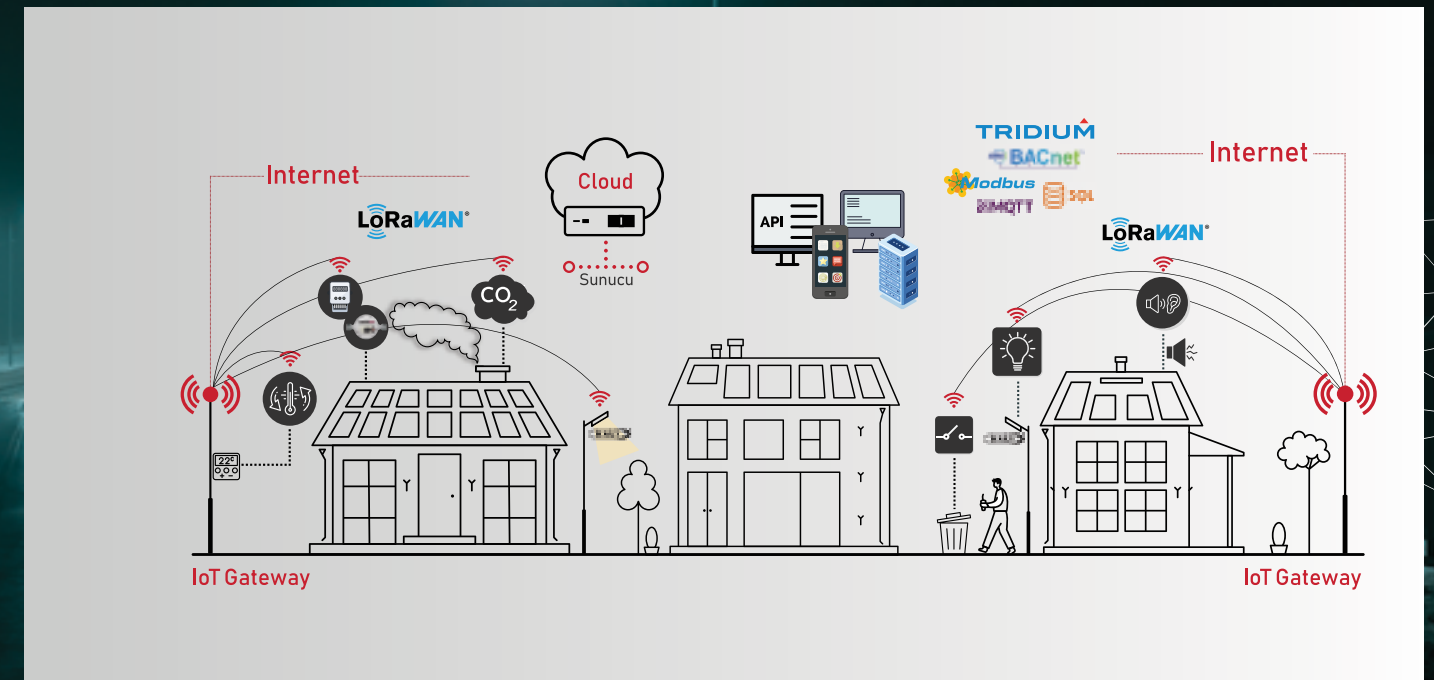 TRIDIUM
BACnet
Internet
Internet
Cloud
Modbus
SQL
MQTT
LoRaWAN®
API
LoRaWAN®
Sunucu
CO2
22°
IoT Gateway
IoT Gateway